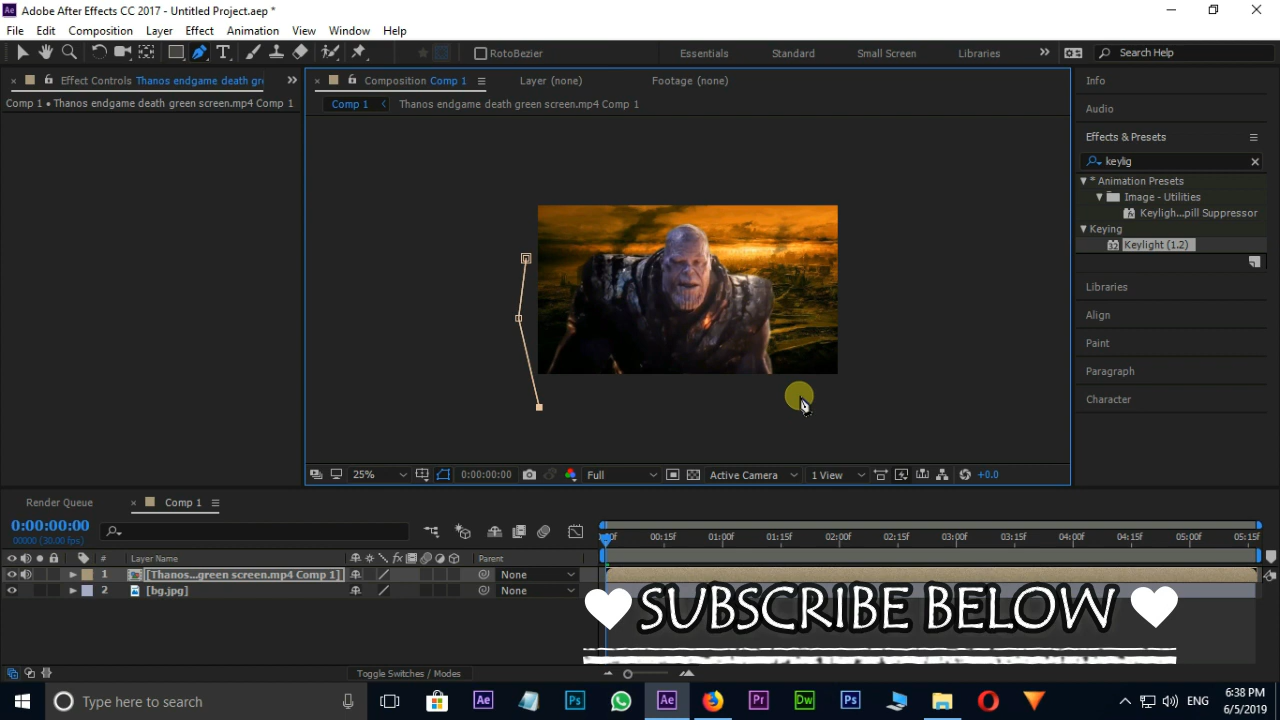 Adobe After Effects CC 2017 - Untitled Project.aep *
File Edit Composition Layer Effect Animation View Window Help
RotoBezier Essentials Standard Small Screen Libraries Search Help
Effect Controls Thanos endgame death gr
Comp 1 • Thanos endgame death green screen.mp4 Comp 1
Composition Comp 1 Layer (none) Footage (none)
Comp 1 Thanos endgame death green screen.mp4 Comp 1
Info
Audio
Effects & Presets
keylig
* Animation Presets
Image - Utilities
Keyligh...pill Suppressor
Keying
Keylight (1.2)
Libraries
Align
Paint
Paragraph
Character
25% 0:00:00:00 Full Active Camera 1 View +0.0
Render Queue Comp 1
0:00:00:00
00000 (30.00 fps)
# Layer Name Parent
00:15f 01:00f 01:15f 02:00f 02:15f 03:00f 03:15f 04:00f 04:15f 05:00f 05:15f
1 [Thanos...green screen.mp4 Comp 1] None
2 [bg.jpg] None
SUBSCRIBE BELOW
Toggle Switches / Modes
Type here to search
ENG
6:38 PM
6/5/2019